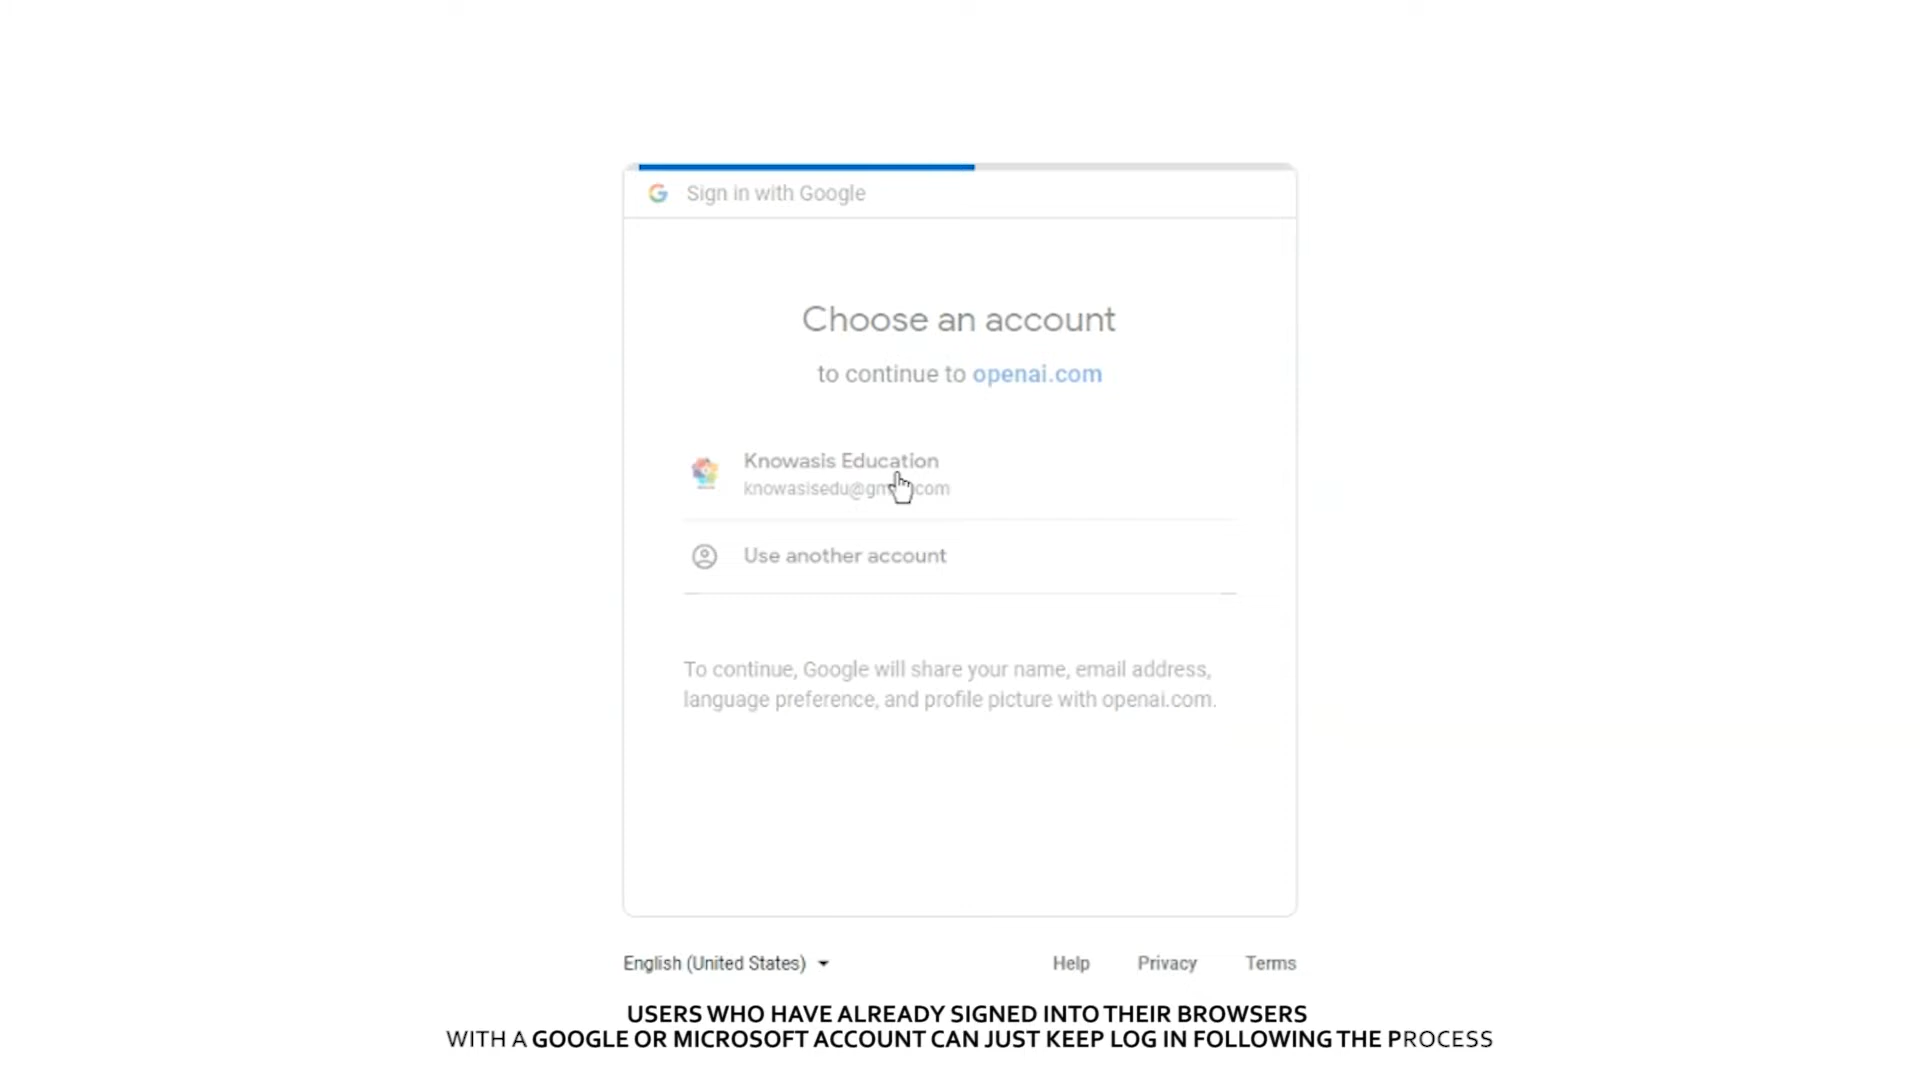 Sign in with Google
Choose an account
to continue to openai.com
Knowasis Education
knowasisedu@gm com
Use another account
To continue, Google will share your name, email address,
language preference, and profile picture with openai.com.
English (United States)
Help Privacy Terms
USERS WHO HAVE ALREADY SIGNED INTO THEIR BROWSERS
WITH A GOOGLE OR MICROSOFT ACCOUNT CAN JUST KEEP LOG IN FOLLOWING THE PROCESS